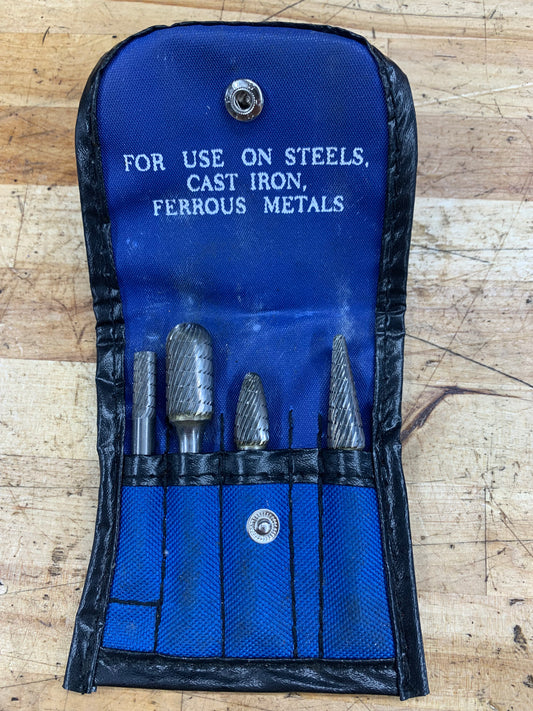 FOR USE ON STEELS,
CAST IRON,
FERROUS METALS